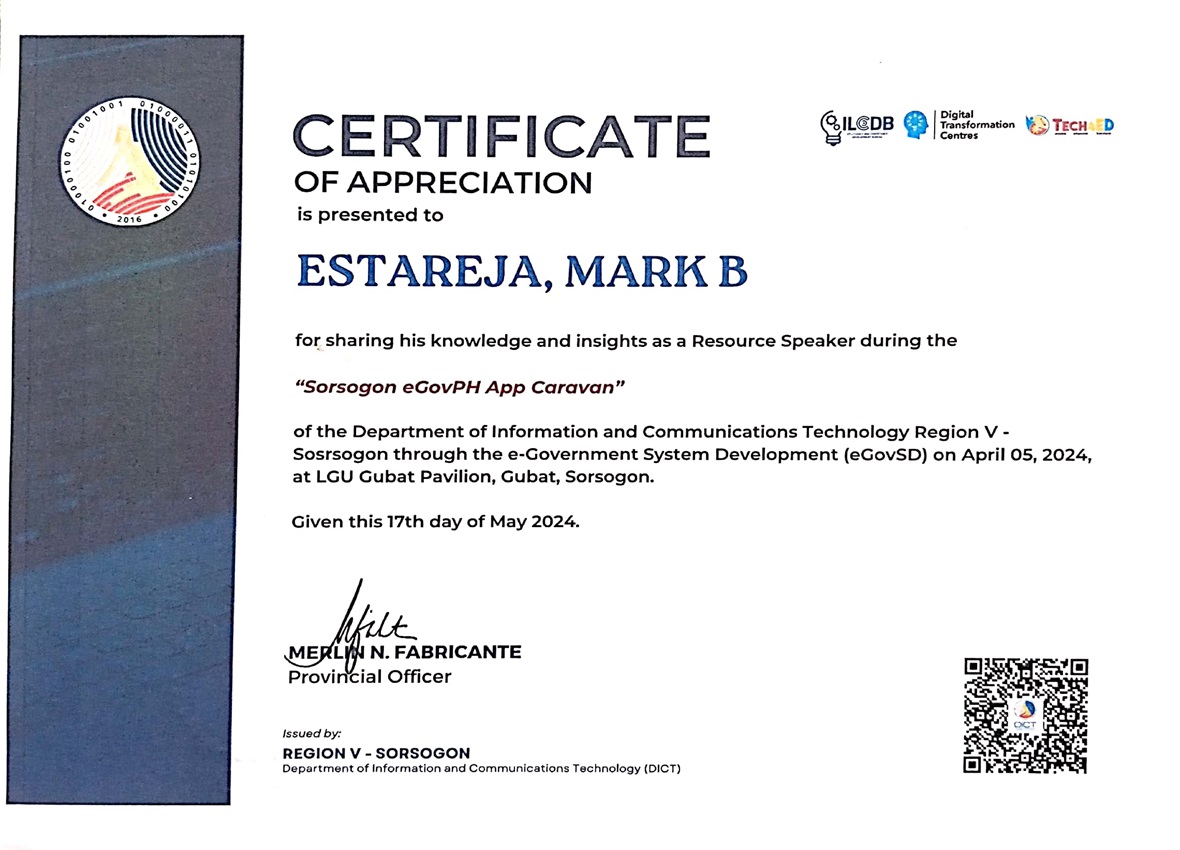 01000100 01001001 01000011 01010100
2016
CERTIFICATE
OF APPRECIATION
is presented to
ILCDB
Digital
Transformation
Centres
TECH4ED
ESTAREJA, MARK B
for sharing his knowledge and insights as a Resource Speaker during the
“Sorsogon eGovPH App Caravan”
of the Department of Information and Communications Technology Region V -
Sosrsogon through the e-Government System Development (eGovSD) on April 05, 2024,
at LGU Gubat Pavilion, Gubat, Sorsogon.
Given this 17th day of May 2024.
MERLIN N. FABRICANTE
Provincial Officer
Issued by:
REGION V - SORSOGON
Department of Information and Communications Technology (DICT)
DICT